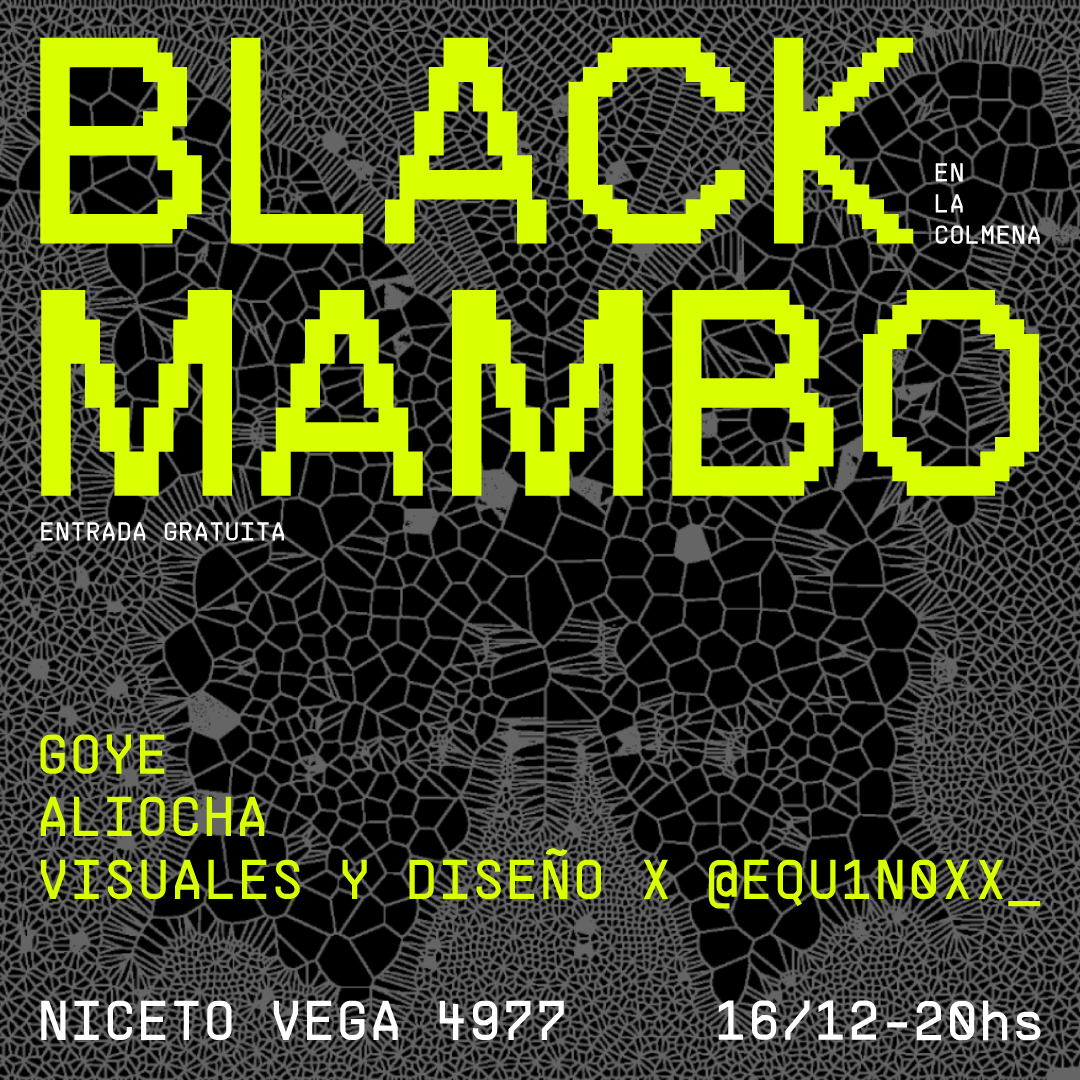 BLACK
EN
LA
COLMENA
MAMBO
ENTRADA GRATUITA
GOYE
ALIOCHA
VISUALES Y DISEÑO X @EQU1N0XX_
NICETO VEGA 4977
16/12-20hs